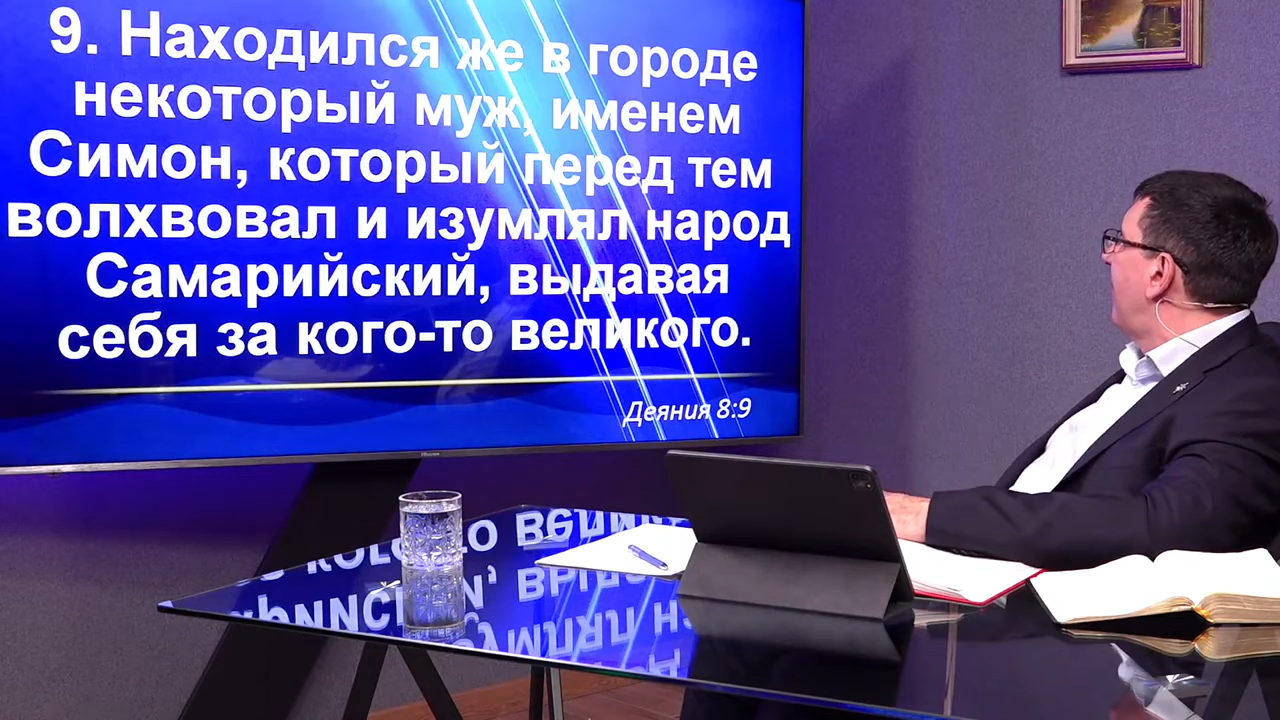 9. Находился же в городе
некоторый муж, именем
Симон, который перед тем
волхвовал и изумлял народ
Самарийский, выдавая
себя за кого-то великого.
Деяния 8:9
Hisense